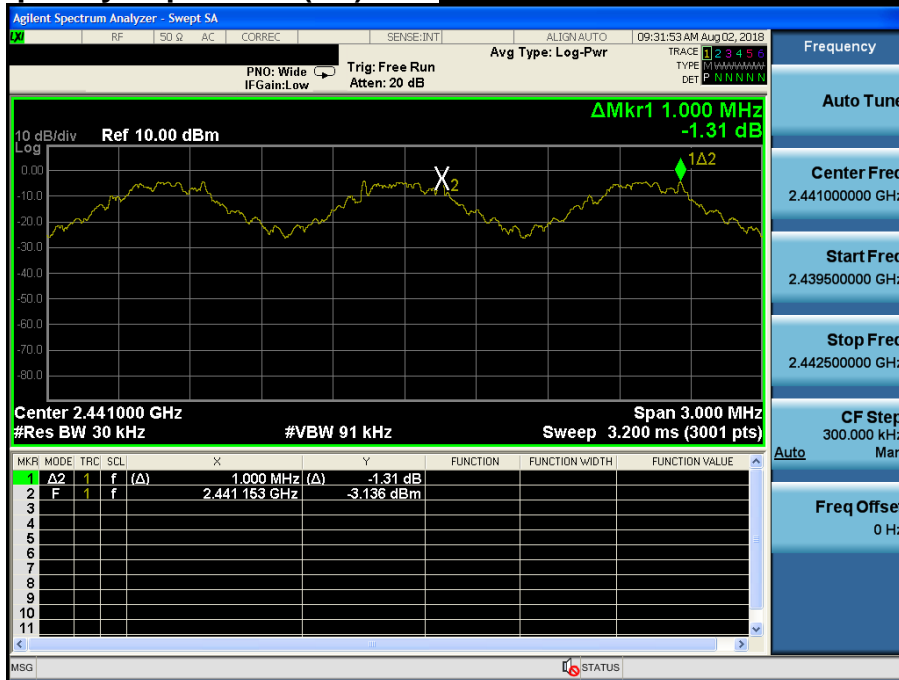 Agilent Spectrum Analyzer - Swept SA
LXI RF 50 Ω AC CORREC SENSE:INT ALIGN AUTO 09:31:53 AM Aug 02, 2018
Frequency
PNO: Wide
IFGain:Low
Trig: Free Run
Atten: 20 dB
Avg Type: Log-Pwr
TRACE 1 2 3 4 5 6
TYPE M WWWWW
DET P N N N N N
ΔMkr1 1.000 MHz
-1.31 dB
10 dB/div Ref 10.00 dBm
Log
0.00
-10.0
-20.0
-30.0
-40.0
-50.0
-60.0
-70.0
-80.0
X2
1Δ2
Center 2.441000 GHz Span 3.000 MHz
#Res BW 30 kHz #VBW 91 kHz Sweep 3.200 ms (3001 pts)
MKR MODE TRC SCL X Y FUNCTION FUNCTION WIDTH FUNCTION VALUE
1 Δ2 1 f (Δ) 1.000 MHz (Δ) -1.31 dB
2 F 1 f 2.441 153 GHz -3.136 dBm
3
4
5
6
7
8
9
10
11
Auto Tune
Center Freq
2.441000000 GHz
Start Freq
2.439500000 GHz
Stop Freq
2.442500000 GHz
CF Step
300.000 kHz
Auto Man
Freq Offset
0 Hz
MSG STATUS